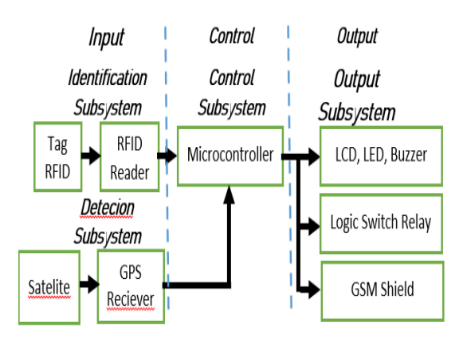 Input
Control
Output
Identification
Subsystem
Control
Subsystem
Output
Subsystem
Tag
RFID
RFID
Reader
Microcontroller
LCD, LED, Buzzer
Detecion
Subsystem
Logic Switch Relay
Satelite
GPS
Reciever
GSM Shield